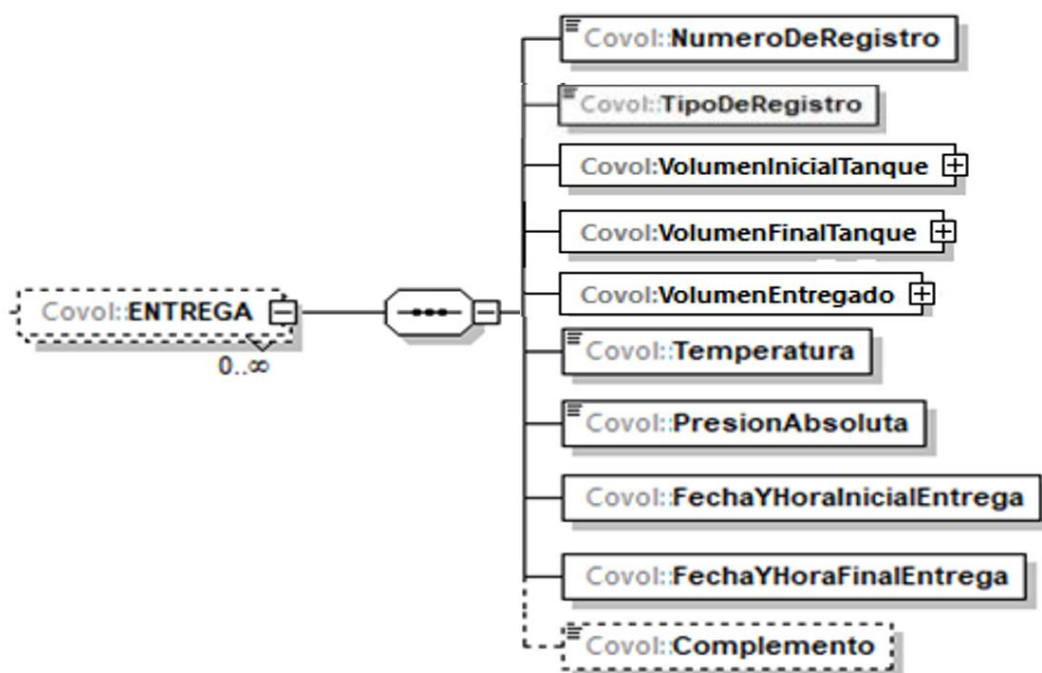 Covol::NumeroDeRegistro
Covol::TipoDeRegistro
Covol:VolumenInicialTanque
Covol:VolumenFinalTanque
Covol:VolumenEntregado
Covol::ENTREGA
0..∞
Covol::Temperatura
Covol::PresionAbsoluta
Covol::FechaYHoraInicialEntrega
Covol::FechaYHoraFinalEntrega
Covol::Complemento